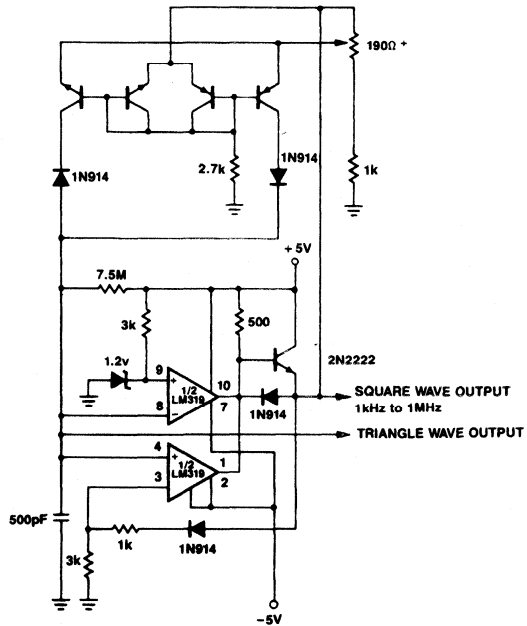 190Ω +
1N914
2.7k
1N914
1k
+ 5V
7.5M
3k
500
1.2v
2N2222
9
+
1/2
LM319
10
8
−
7
1N914
SQUARE WAVE OUTPUT
1kHz to 1MHz
TRIANGLE WAVE OUTPUT
4
+
1/2
LM319
1
3
−
2
500pF
1k
1N914
3k
−5V